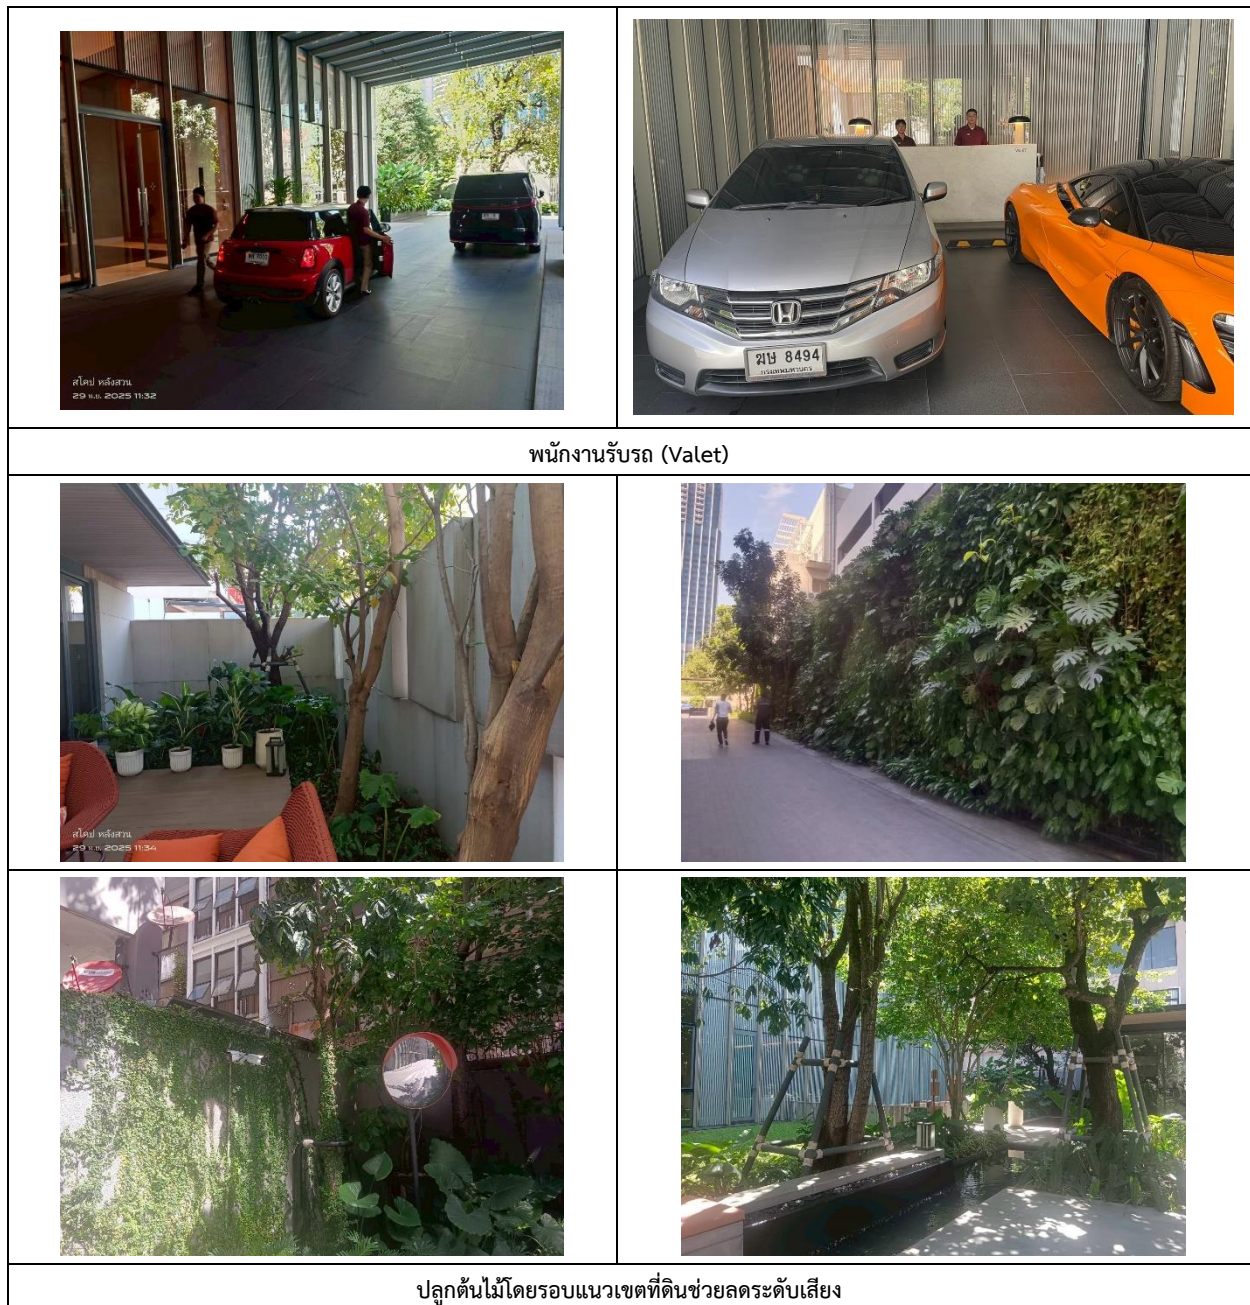 สโคป หลังสวน
29 พ.ย. 2025 11:32
VALET
ฆษ 8494
กรุงเทพมหานคร
พนักงานรับรถ (Valet)
สโคป หลังสวน
29 พ.ย. 2025 11:34
ปลูกต้นไม้โดยรอบแนวเขตที่ดินช่วยลดระดับเสียง